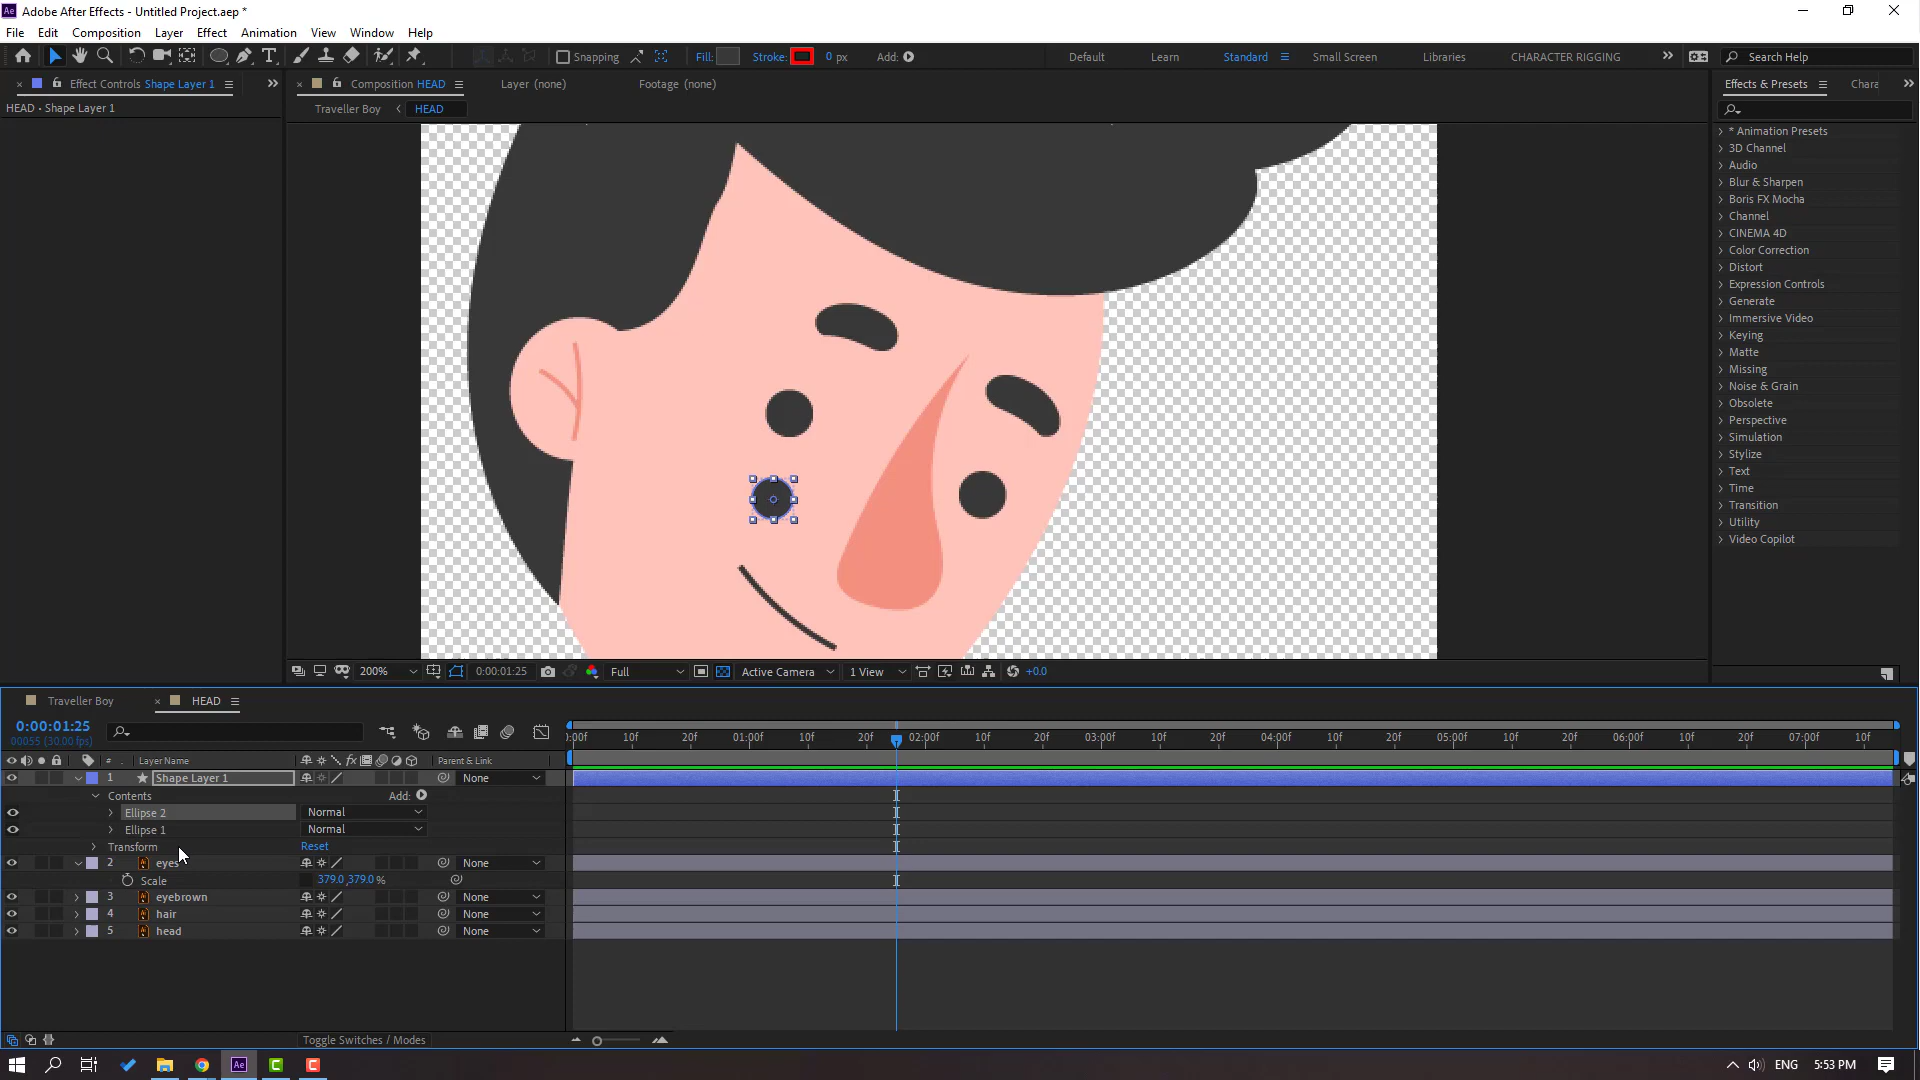 Adobe After Effects - Untitled Project.aep *
File Edit Composition Layer Effect Animation View Window Help
Snapping Fill: Stroke: 0 px Add: Default Learn Standard Small Screen Libraries CHARACTER RIGGING Search Help
Effect Controls Shape Layer 1
Composition HEAD Layer (none) Footage (none)
Effects & Presets Chara
HEAD • Shape Layer 1
Traveller Boy HEAD
* Animation Presets
3D Channel
Audio
Blur & Sharpen
Boris FX Mocha
Channel
CINEMA 4D
Color Correction
Distort
Expression Controls
Generate
Immersive Video
Keying
Matte
Missing
Noise & Grain
Obsolete
Perspective
Simulation
Stylize
Text
Time
Transition
Utility
Video Copilot
200% 0:00:01:25 Full Active Camera 1 View +0.0
Traveller Boy HEAD
0:00:01:25
00055 (30.00 fps)
:00f 10f 20f 01:00f 10f 20f 02:00f 10f 20f 03:00f 10f 20f 04:00f 10f 20f 05:00f 10f 20f 06:00f 10f 20f 07:00f 10f
# Layer Name Parent & Link
1 Shape Layer 1 None
Contents Add:
Ellipse 2 Normal
Ellipse 1 Normal
Transform Reset
2 eyes None
Scale 379.0,379.0 %
3 eyebrown None
4 hair None
5 head None
Toggle Switches / Modes
ENG 5:53 PM